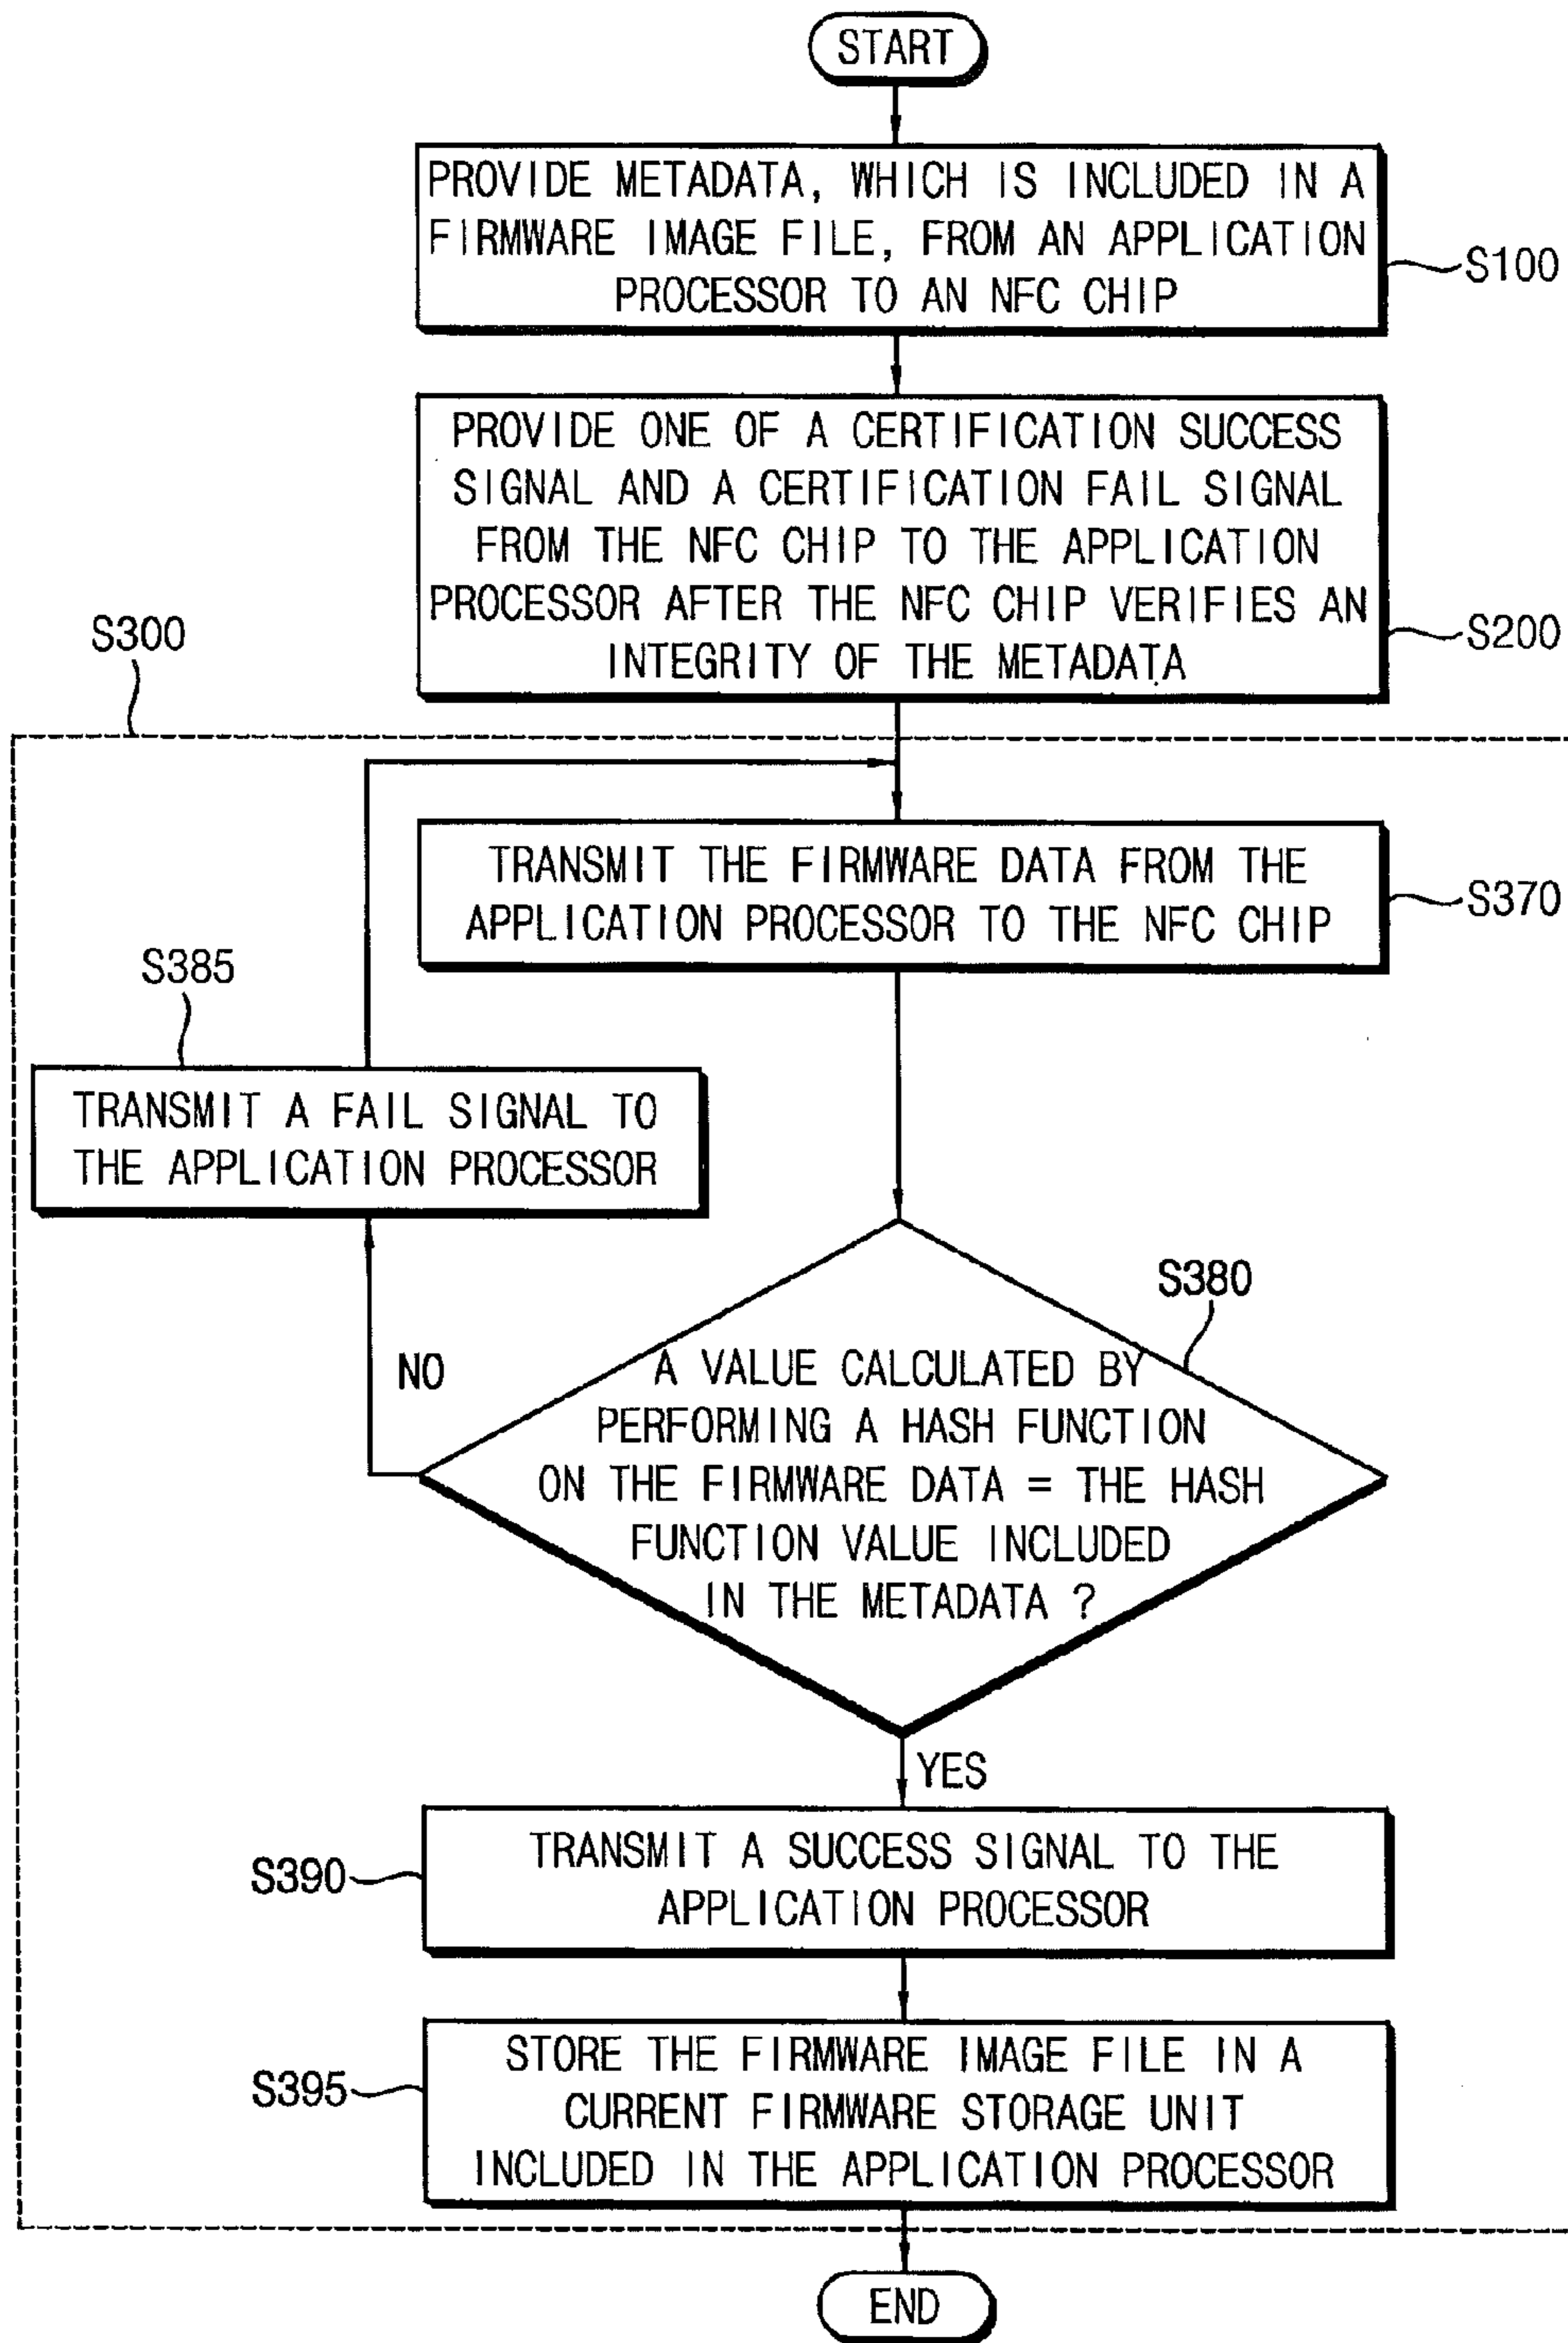 START
PROVIDE METADATA, WHICH IS INCLUDED IN A
FIRMWARE IMAGE FILE, FROM AN APPLICATION
PROCESSOR TO AN NFC CHIP
S100
PROVIDE ONE OF A CERTIFICATION SUCCESS
SIGNAL AND A CERTIFICATION FAIL SIGNAL
FROM THE NFC CHIP TO THE APPLICATION
PROCESSOR AFTER THE NFC CHIP VERIFIES AN
INTEGRITY OF THE METADATA
S200
S300
TRANSMIT THE FIRMWARE DATA FROM THE
APPLICATION PROCESSOR TO THE NFC CHIP
S370
S385
TRANSMIT A FAIL SIGNAL TO
THE APPLICATION PROCESSOR
S380
NO
A VALUE CALCULATED BY
PERFORMING A HASH FUNCTION
ON THE FIRMWARE DATA = THE HASH
FUNCTION VALUE INCLUDED
IN THE METADATA ?
YES
S390
TRANSMIT A SUCCESS SIGNAL TO THE
APPLICATION PROCESSOR
S395
STORE THE FIRMWARE IMAGE FILE IN A
CURRENT FIRMWARE STORAGE UNIT
INCLUDED IN THE APPLICATION PROCESSOR
END